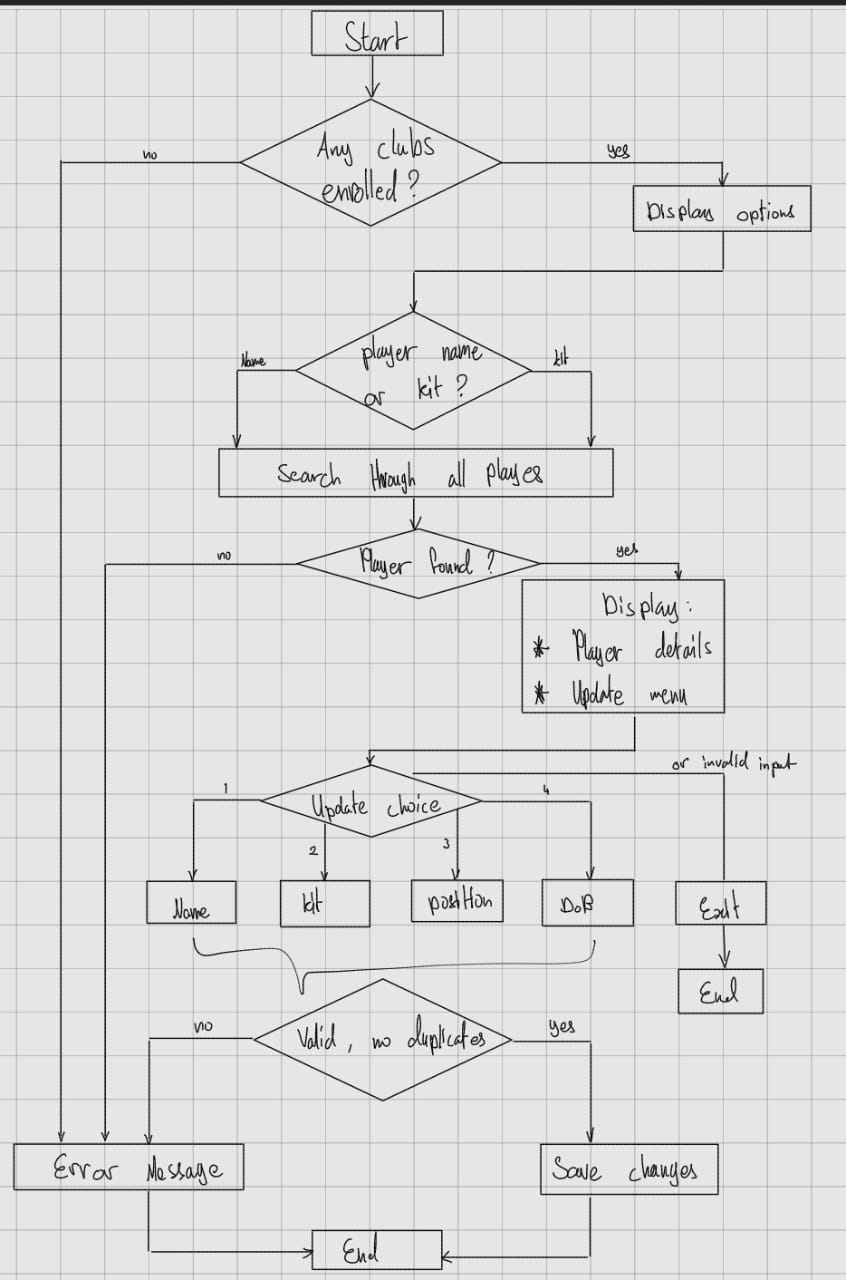 Start
Any clubs
enrolled?
no
yes
Display options
player name
or kit?
Name
kit
Search through all players
Player found?
no
yes
Display:
* Player details
* Update menu
or invalid input
Update choice
1
2
3
4
Name
kit
position
DoB
Exit
End
Valid, no duplicates
no
yes
Error Message
Save changes
End